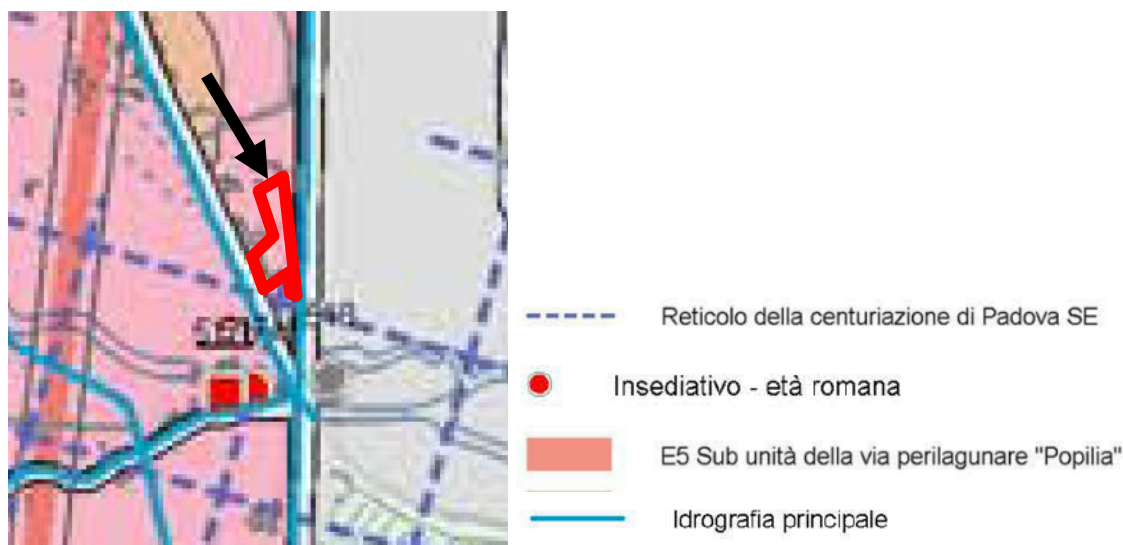 Reticolo della centuriazione di Padova SE
Insediativo - età romana
E5 Sub unità della via perilagunare "Popilia"
Idrografia principale